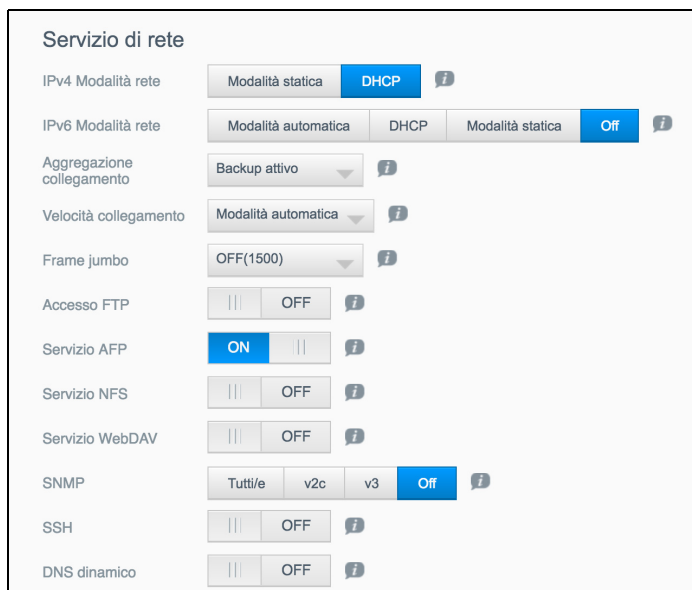 Servizio di rete
IPv4 Modalità rete Modalità statica DHCP
IPv6 Modalità rete Modalità automatica DHCP Modalità statica Off
Aggregazione
collegamento Backup attivo
Velocità collegamento Modalità automatica
Frame jumbo OFF(1500)
Accesso FTP OFF
Servizio AFP ON
Servizio NFS OFF
Servizio WebDAV OFF
SNMP Tutti/e v2c v3 Off
SSH OFF
DNS dinamico OFF